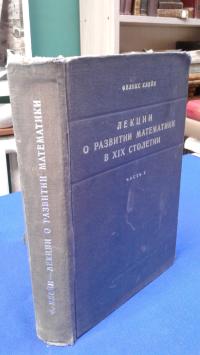 ФЕЛИКС КЛЕЙН
ЛЕКЦИИ
О РАЗВИТИИ МАТЕМАТИКИ
В XIX СТОЛЕТИИ
ЧАСТЬ I
Ф. КЛЕЙН — ЛЕКЦИИ О РАЗВИТИИ МАТЕМАТИКИ